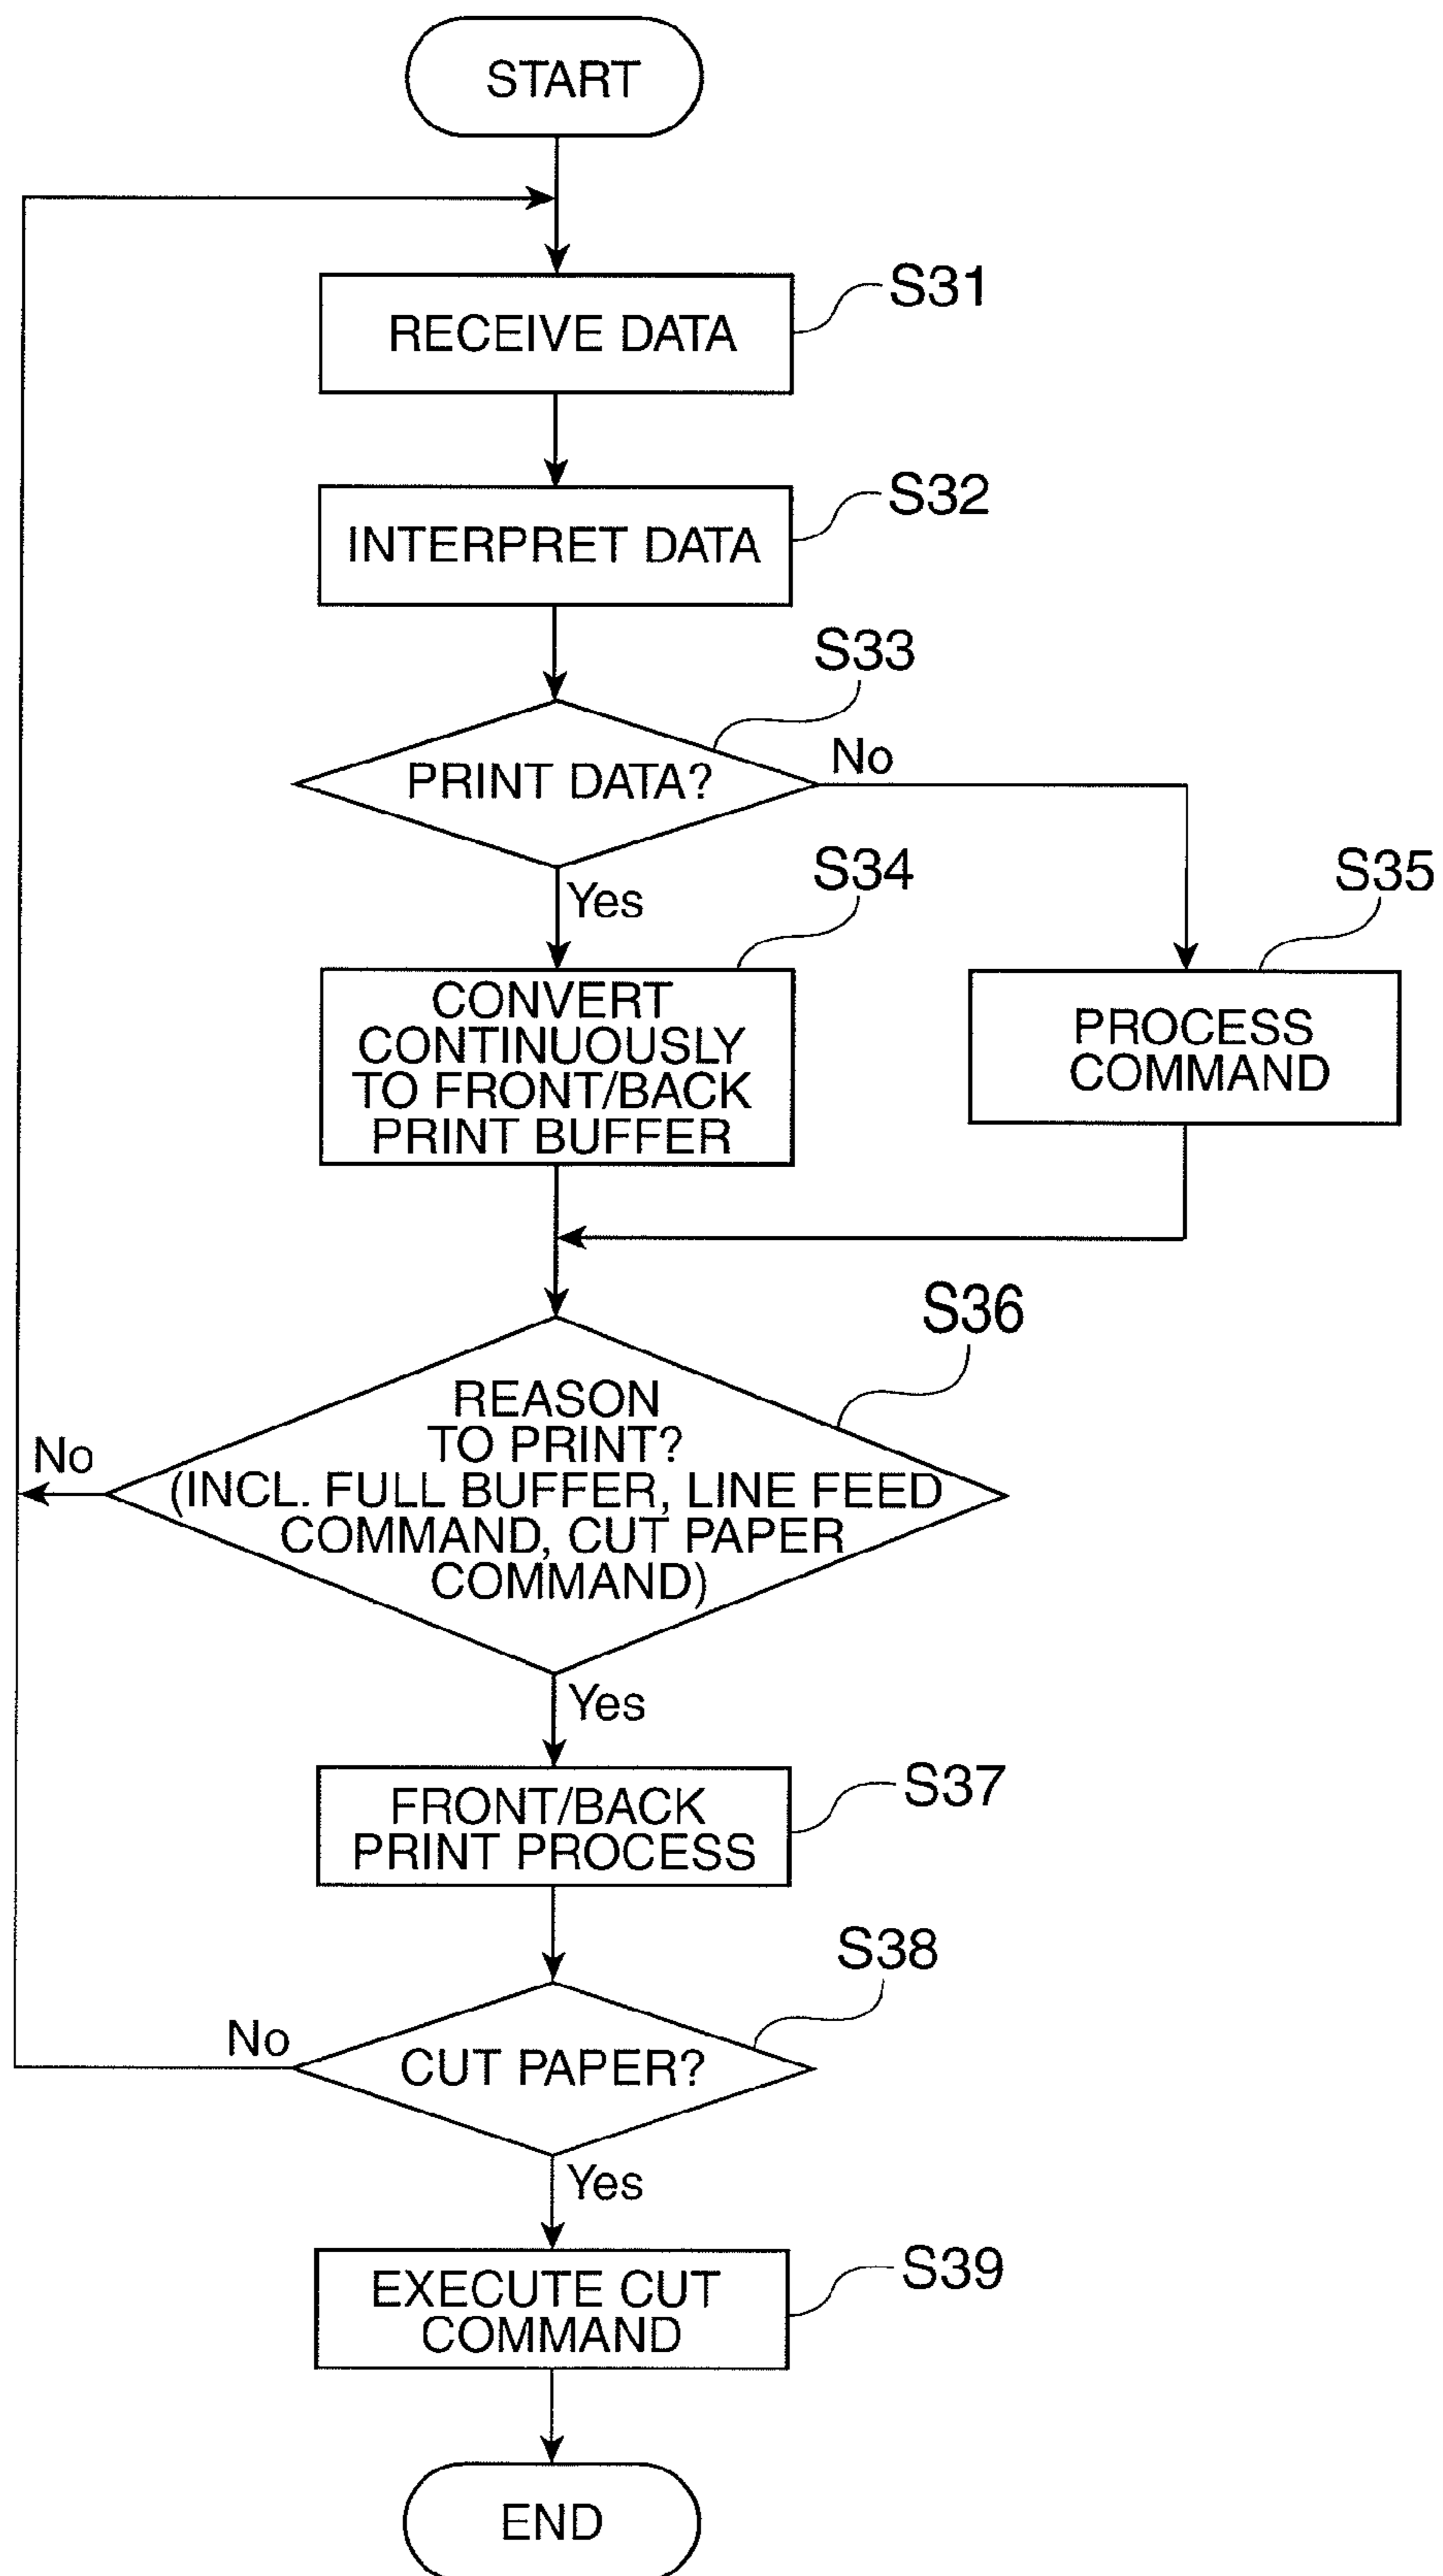 START
S31
RECEIVE DATA
S32
INTERPRET DATA
S33
PRINT DATA?
No
Yes
S34
CONVERT
CONTINUOUSLY
TO FRONT/BACK
PRINT BUFFER
S35
PROCESS
COMMAND
S36
REASON
TO PRINT?
(INCL. FULL BUFFER, LINE FEED
COMMAND, CUT PAPER
COMMAND)
No
Yes
S37
FRONT/BACK
PRINT PROCESS
S38
CUT PAPER?
No
Yes
S39
EXECUTE CUT
COMMAND
END